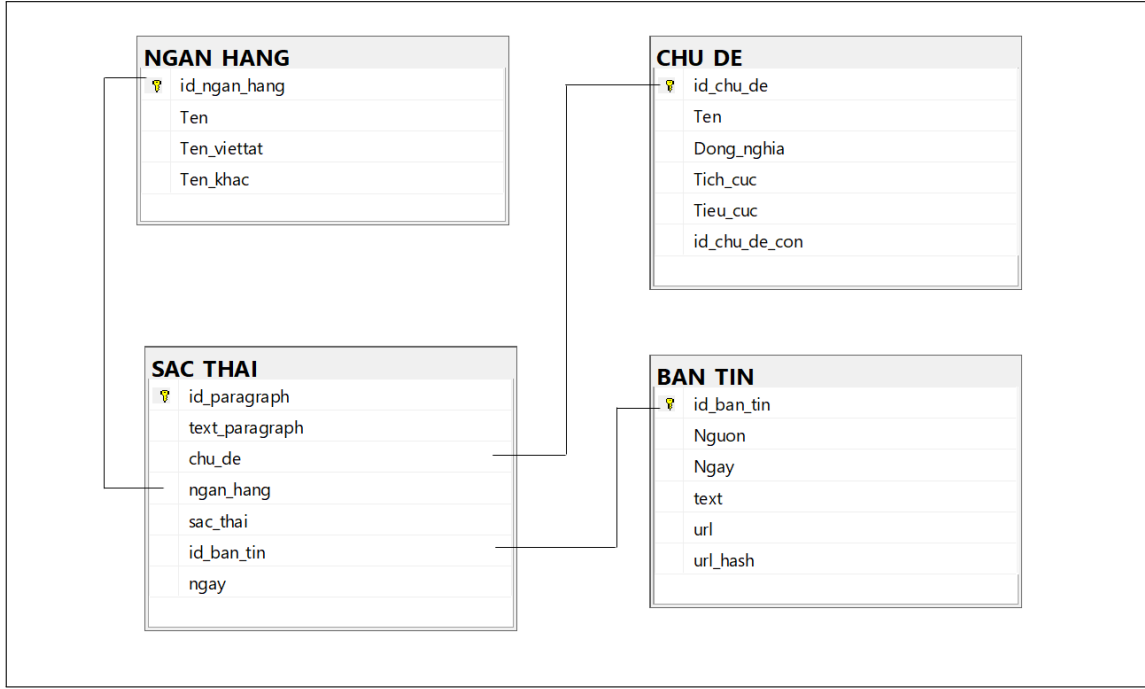 NGAN HANG
id_ngan_hang
Ten
Ten_viettat
Ten_khac
CHU DE
id_chu_de
Ten
Dong_nghia
Tich_cuc
Tieu_cuc
id_chu_de_con
SAC THAI
id_paragraph
text_paragraph
chu_de
ngan_hang
sac_thai
id_ban_tin
ngay
BAN TIN
id_ban_tin
Nguon
Ngay
text
url
url_hash